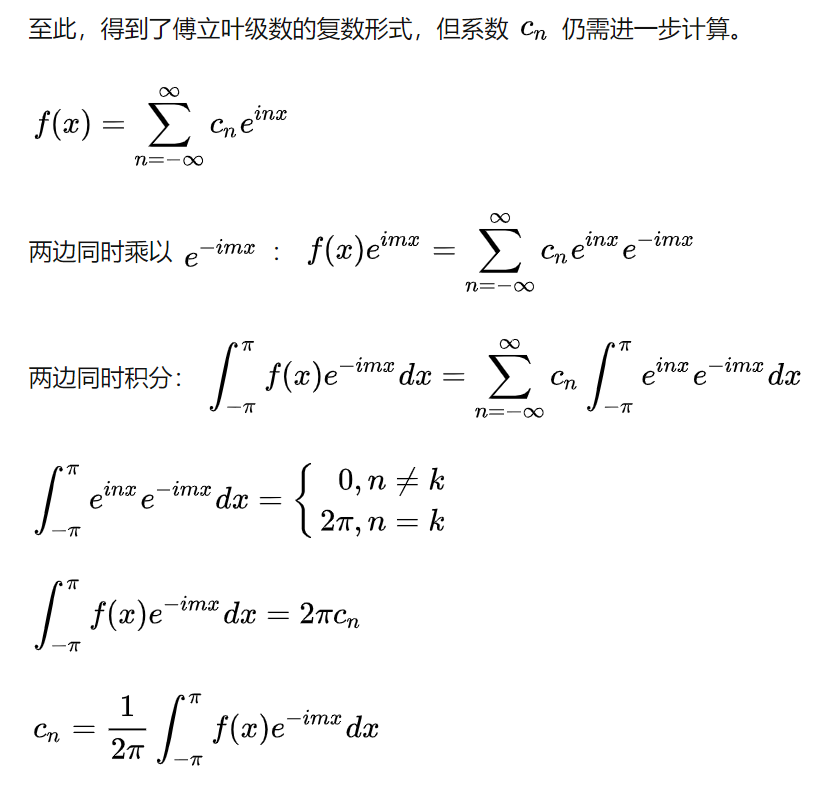 至此，得到了傅立叶级数的复数形式，但系数 $c_n$ 仍需进一步计算。
$f(x) = \sum_{n=-\infty}^{\infty} c_n e^{inx}$
两边同时乘以 $e^{-imx}$ : $f(x)e^{imx} = \sum_{n=-\infty}^{\infty} c_n e^{inx} e^{-imx}$
两边同时积分： $\int_{-\pi}^{\pi} f(x)e^{-imx} dx = \sum_{n=-\infty}^{\infty} c_n \int_{-\pi}^{\pi} e^{inx} e^{-imx} dx$
$\int_{-\pi}^{\pi} e^{inx} e^{-imx} dx = \begin{cases} 0, n \neq k \\ 2\pi, n = k \end{cases}$
$\int_{-\pi}^{\pi} f(x)e^{-imx} dx = 2\pi c_n$
$c_n = \frac{1}{2\pi} \int_{-\pi}^{\pi} f(x)e^{-imx} dx$